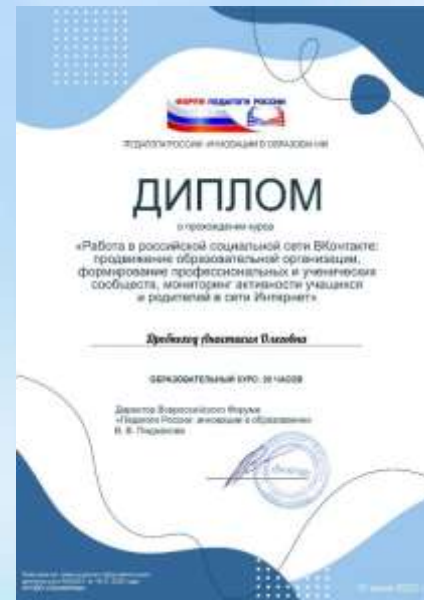 ФОРУМ ПЕДАГОГИ РОССИИ
ПЕДАГОГИ РОССИИ: ИННОВАЦИИ В ОБРАЗОВАНИИ
ДИПЛОМ
о прохождении курса
«Работа в российской социальной сети ВКонтакте:
продвижение образовательной организации,
формирование профессиональных и ученических
сообществ, мониторинг активности учащихся
и родителей в сети Интернет»
Анастасия Олеговна
ОБРАЗОВАТЕЛЬНЫЙ КУРС: 20 ЧАСОВ
Директор Всероссийского Форума
«Педагоги России: инновации в образовании»
В. В.